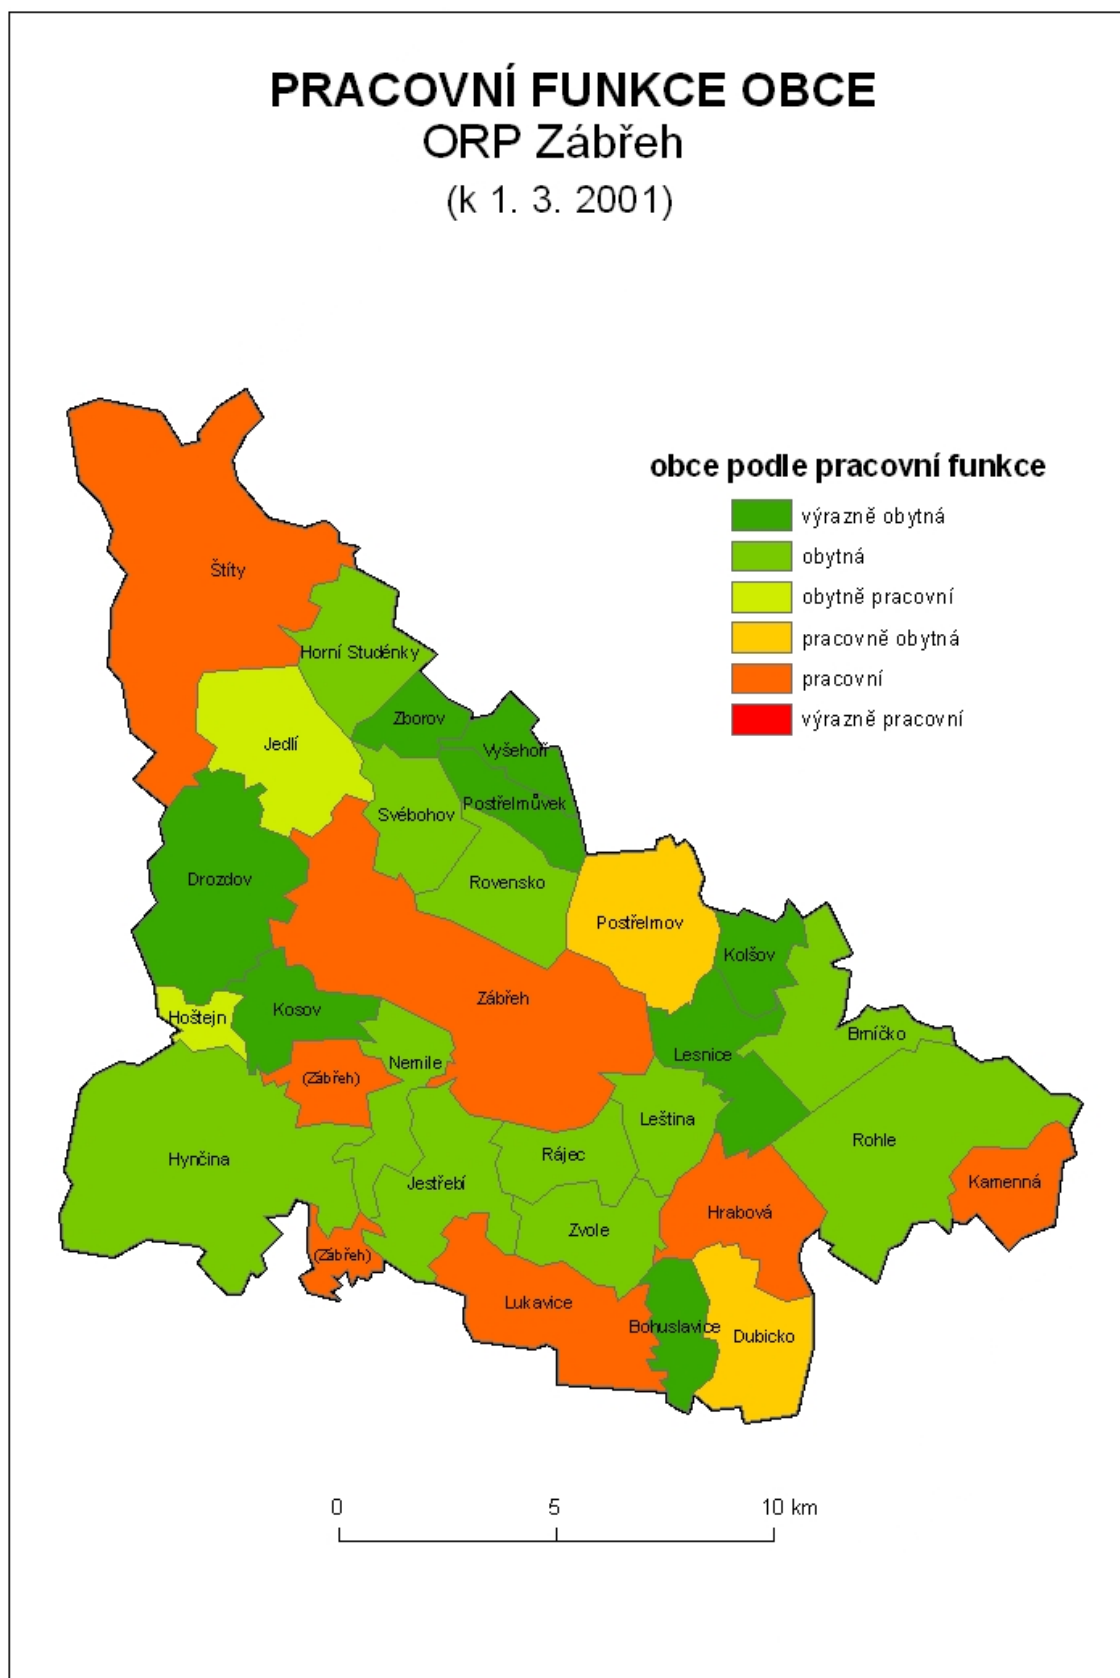 PRACOVNÍ FUNKCE OBCE
ORP Zábřeh
(k 1. 3. 2001)
obce podle pracovní funkce
výrazně obytná
obytná
obytně pracovní
pracovně obytná
pracovní
výrazně pracovní
Štíty
Horní Studénky
Zborov
Jedlí
Vyšehoří
Postřelmůvek
Svébohov
Drozdov
Rovensko
Postřelmov
Kolšov
Zábřeh
Kosov
Hoštejn
Brníčko
Lesnice
Nemile
(Zábřeh)
Leština
Rohle
Rájec
Hynčina
Jestřebí
Kamenná
Hrabová
Zvole
(Zábřeh)
Lukavice
Bohuslavice
Dubicko
0 5 10 km